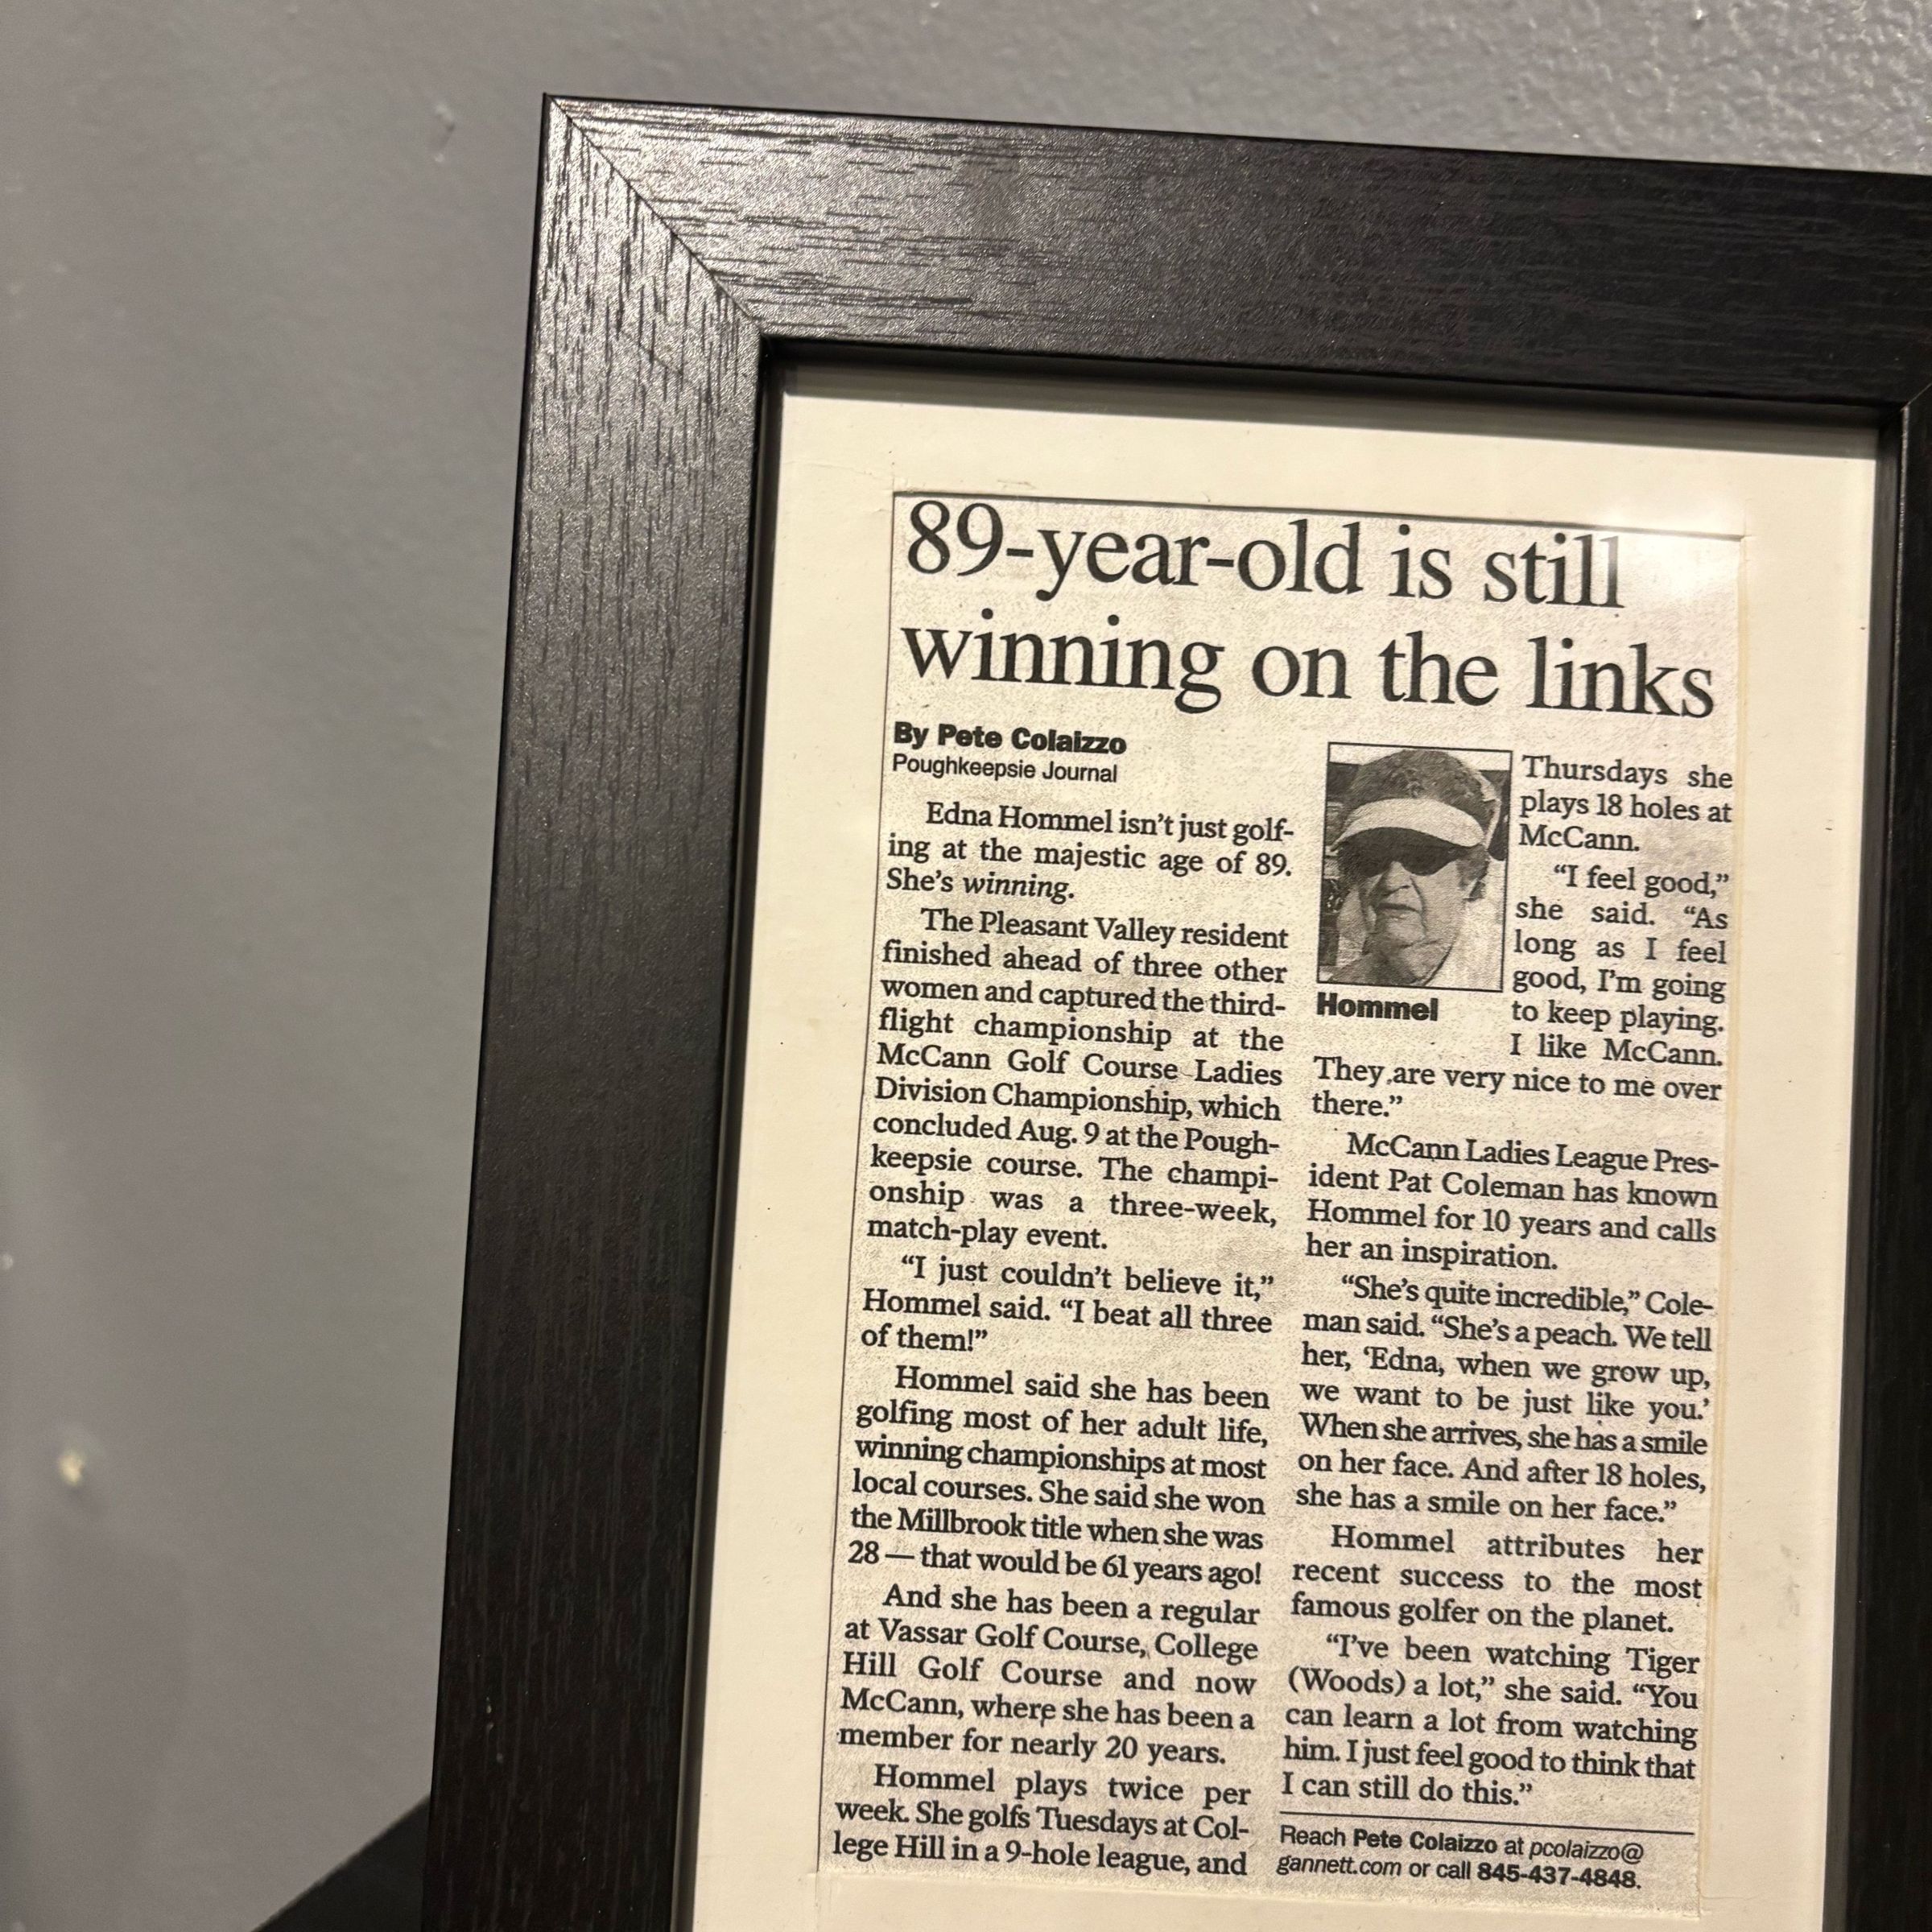 89-year-old is still
winning on the links
By Pete Colaizzo
Poughkeepsie Journal
Edna Hommel isn't just golf-
ing at the majestic age of 89.
She's winning.
The Pleasant Valley resident
finished ahead of three other
women and captured the third-
flight championship at the
McCann Golf Course Ladies
Division Championship, which
concluded Aug. 9 at the Pough-
keepsie course. The champi-
onship was a three-week,
match-play event.
“I just couldn't believe it,”
Hommel said. “I beat all three
of them!”
Hommel said she has been
golfing most of her adult life,
winning championships at most
local courses. She said she won
the Millbrook title when she was
28 — that would be 61 years ago!
And she has been a regular
at Vassar Golf Course, College
Hill Golf Course and now
McCann, where she has been a
member for nearly 20 years.
Hommel plays twice per
week. She golfs Tuesdays at Col-
lege Hill in a 9-hole league, and
Hommel
Thursdays she
plays 18 holes at
McCann.
“I feel good,”
she said. “As
long as I feel
good, I'm going
to keep playing.
I like McCann.
They are very nice to me over
there.”
McCann Ladies League Pres-
ident Pat Coleman has known
Hommel for 10 years and calls
her an inspiration.
“She's quite incredible,” Cole-
man said. “She's a peach. We tell
her, ‘Edna, when we grow up,
we want to be just like you.’
When she arrives, she has a smile
on her face. And after 18 holes,
she has a smile on her face.”
Hommel attributes her
recent success to the most
famous golfer on the planet.
“I've been watching Tiger
(Woods) a lot,” she said. “You
can learn a lot from watching
him. I just feel good to think that
I can still do this.”
Reach Pete Colaizzo at pcolaizzo@
gannett.com or call 845-437-4848.